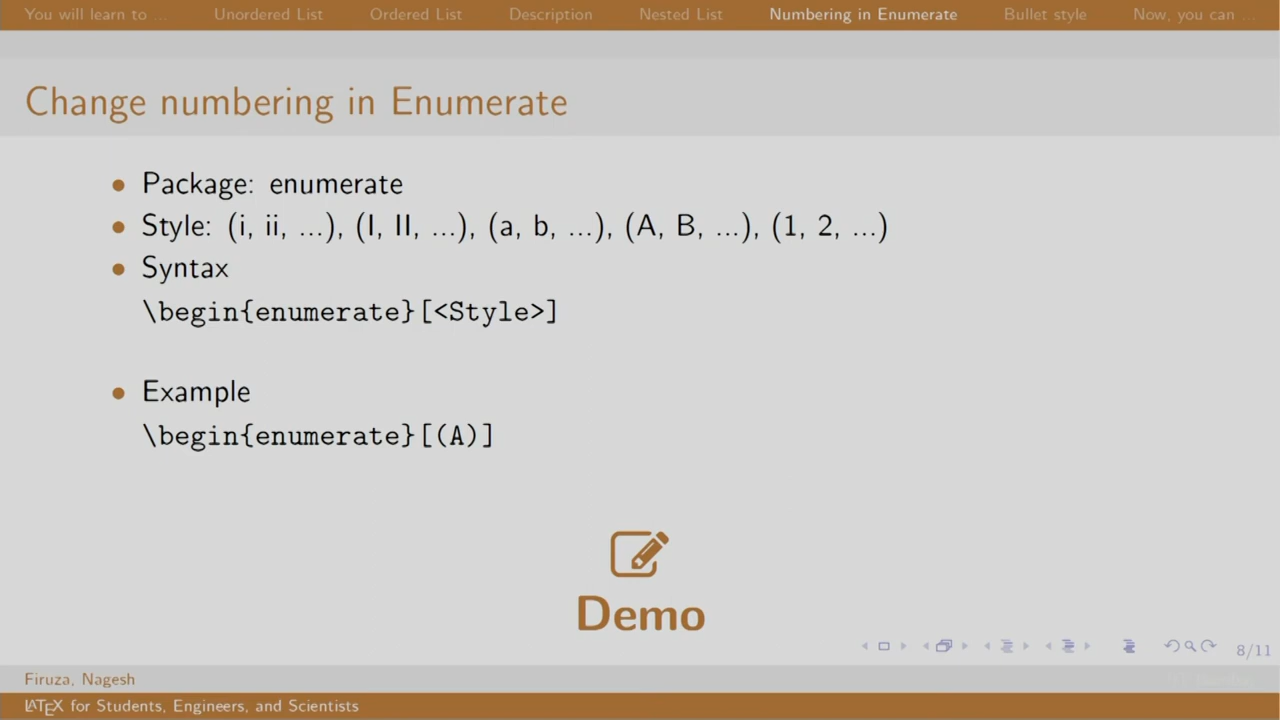 You will learn to ... Unordered List Ordered List Description Nested List Numbering in Enumerate Bullet style Now, you can ...
Change numbering in Enumerate
• Package: enumerate
• Style: (i, ii, ...), (I, II, ...), (a, b, ...), (A, B, ...), (1, 2, ...)
• Syntax
\begin{enumerate}[<Style>]
• Example
\begin{enumerate}[(A)]
Demo
8/11
Firuza, Nagesh
LATEX for Students, Engineers, and Scientists